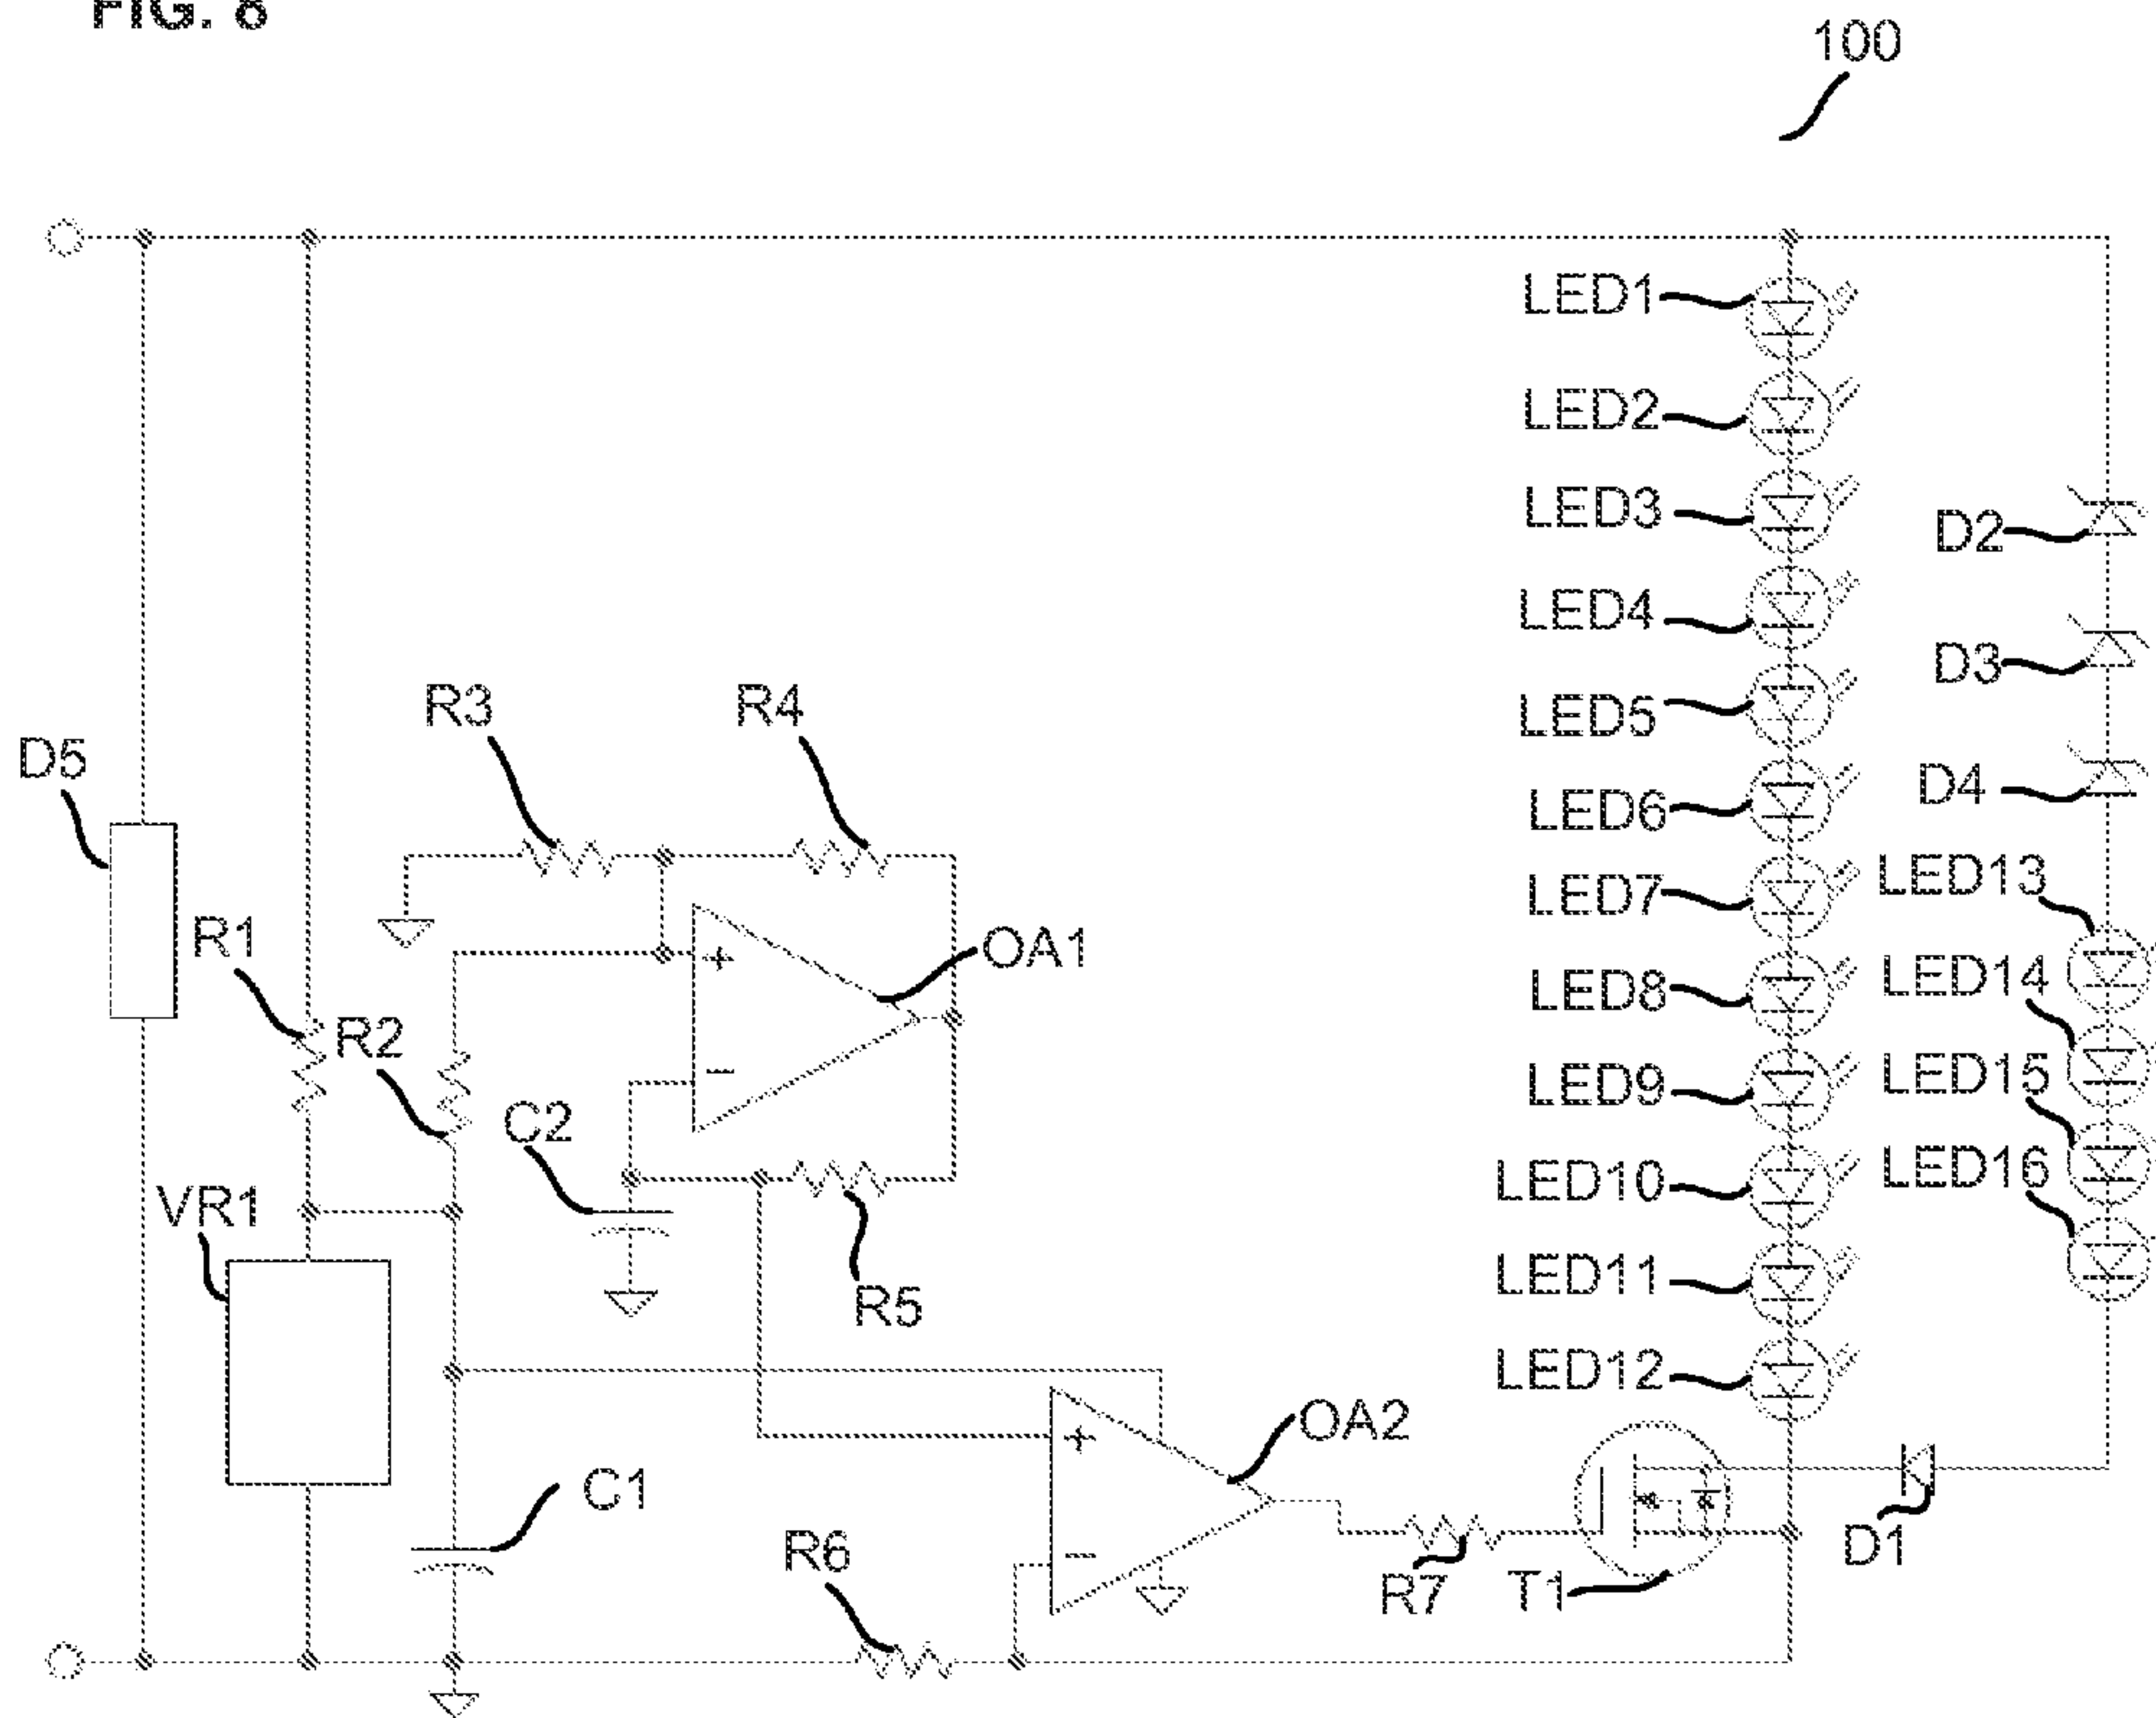 FIG. 8
100
LED1
LED2
LED3
D2
LED4
D3
LED5
R3
R4
D5
D4
LED6
LED13
LED7
R1
OA1
LED14
LED8
R2
LED15
LED9
C2
LED16
LED10
VR1
LED11
R5
LED12
OA2
C1
D1
R6
R7
T1
+
−
+
−